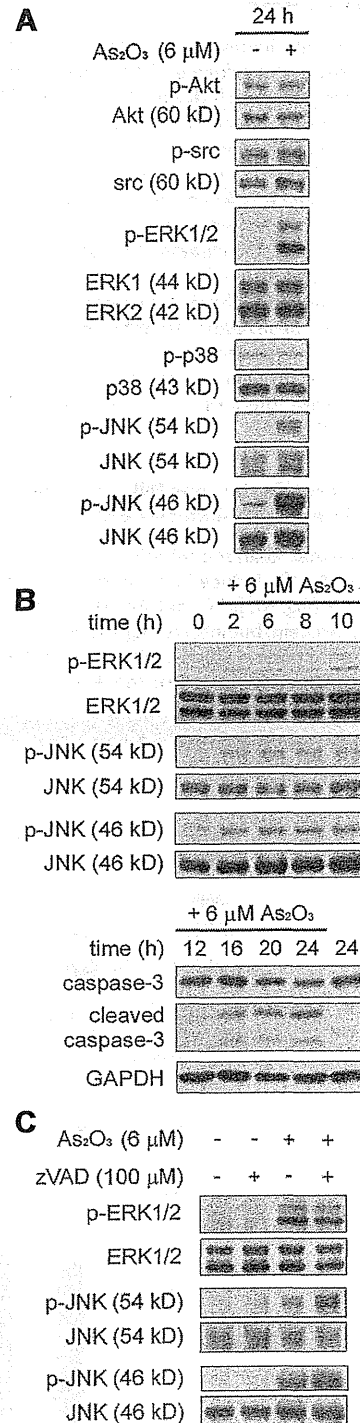 A
24 h
As₂O₃ (6 μM) - +
p-Akt
Akt (60 kD)
p-src
src (60 kD)
p-ERK1/2
ERK1 (44 kD)
ERK2 (42 kD)
p-p38
p38 (43 kD)
p-JNK (54 kD)
JNK (54 kD)
p-JNK (46 kD)
JNK (46 kD)
B
+ 6 μM As₂O₃
time (h) 0 2 6 8 10
p-ERK1/2
ERK1/2
p-JNK (54 kD)
JNK (54 kD)
p-JNK (46 kD)
JNK (46 kD)
+ 6 μM As₂O₃
time (h) 12 16 20 24 24
caspase-3
cleaved
caspase-3
GAPDH
C
As₂O₃ (6 μM) - - + +
zVAD (100 μM) - + - +
p-ERK1/2
ERK1/2
p-JNK (54 kD)
JNK (54 kD)
p-JNK (46 kD)
JNK (46 kD)